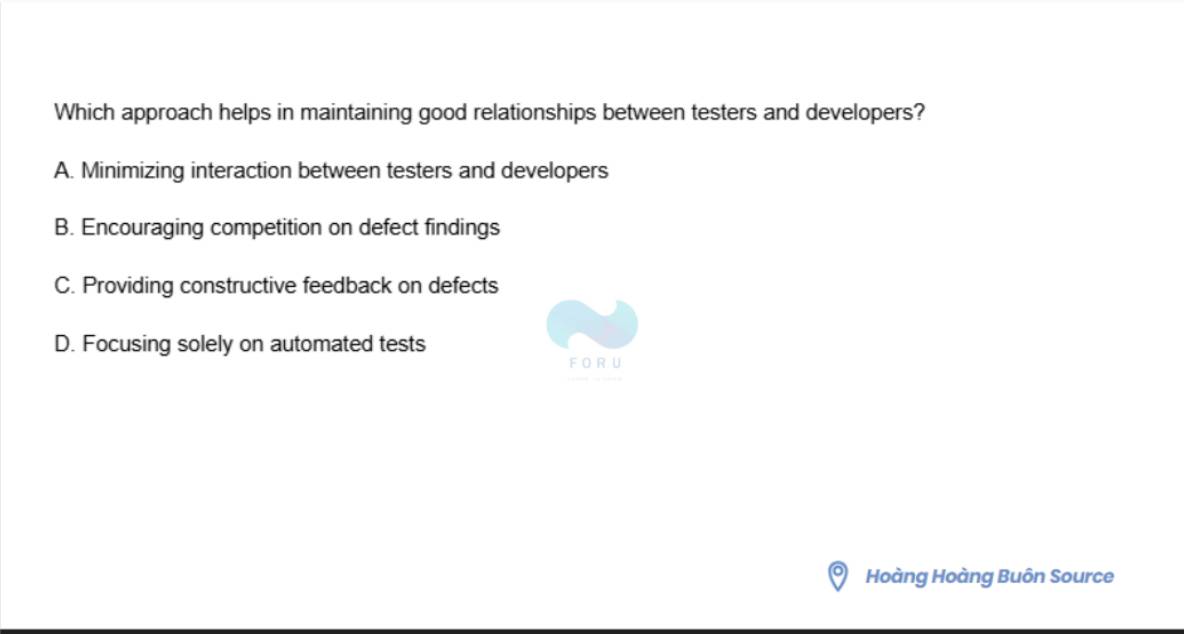 Which approach helps in maintaining good relationships between testers and developers?
A. Minimizing interaction between testers and developers
B. Encouraging competition on defect findings
C. Providing constructive feedback on defects
D. Focusing solely on automated tests
FORU
Hoàng Hoàng Buôn Source